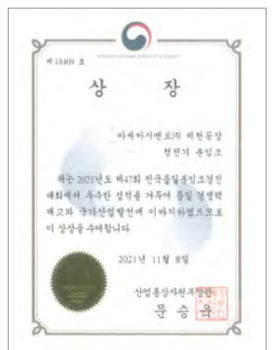 제 18409 호
상 장
아세아시멘트(주) 제천공장
청전기 분임조
위는 2021년도 제47회 전국품질분임조경진
대회에서 우수한 성적을 거두어 품질 경쟁력
제고와 국가산업발전에 이바지하였으므로
이 상장을 수여합니다
2021년 11월 8일
산업통상자원부장관
문 승 욱